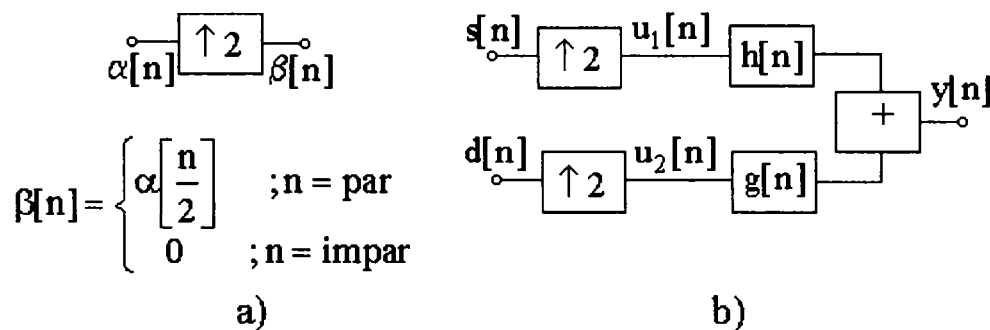 ↑ 2
α[n]
β[n]
β[n] = { α[n/2] ; n = par
0 ; n = impar
a)
s[n]
↑ 2
u₁[n]
h[n]
+
y[n]
d[n]
↑ 2
u₂[n]
g[n]
b)